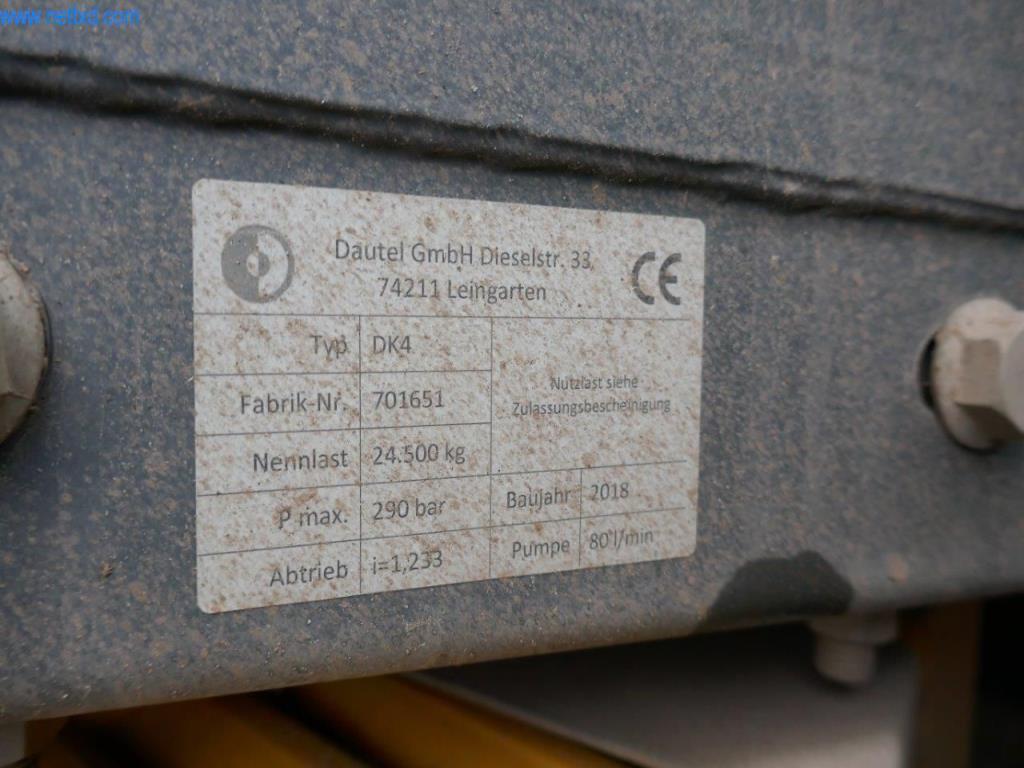 www.netbid.com
Dautel GmbH Dieselstr. 33
74211 Leingarten
CE
Typ DK4
Fabrik-Nr. 701651
Nennlast 24.500 kg
P max. 290 bar
Abtrieb i=1,233
Nutzlast siehe
Zulassungsbescheinigung
Baujahr 2018
Pumpe 80 l/min